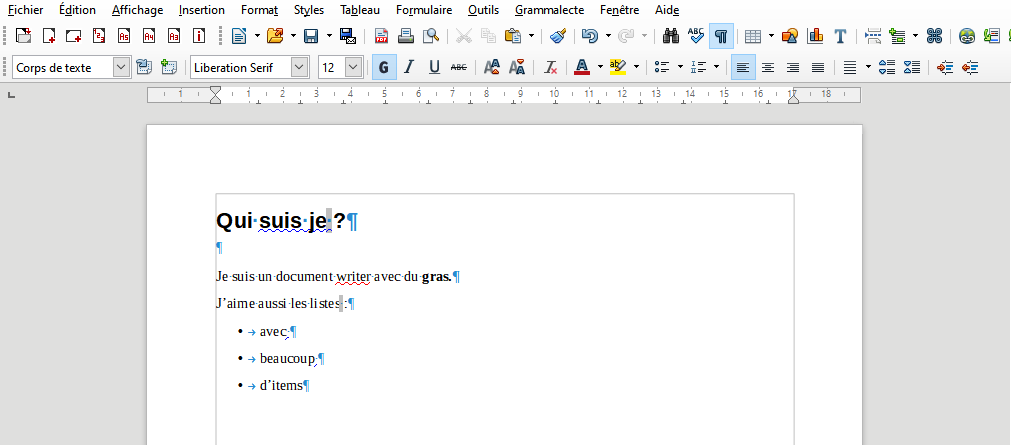 Fichier Édition Affichage Insertion Format Styles Tableau Formulaire Outils Grammalecte Fenêtre Aide
Corps de texte Liberation Serif 12 G I U ABC
1 1 2 3 4 5 6 7 8 9 10 11 12 13 14 15 16 17 18
Qui suis je ?¶
¶
Je suis un document writer avec du gras.¶
J’aime aussi les listes :¶
• → avec ¶
• → beaucoup ¶
• → d’items¶